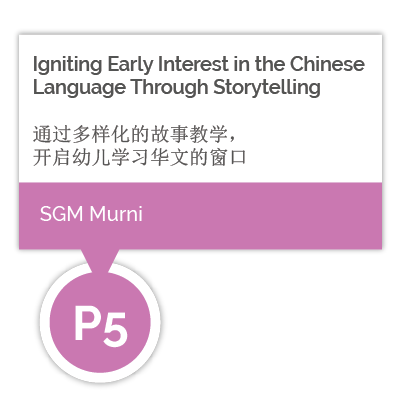 Igniting Early Interest in the Chinese
Language Through Storytelling
通过多样化的故事教学，
开启幼儿学习华文的窗口
SGM Murni
P5